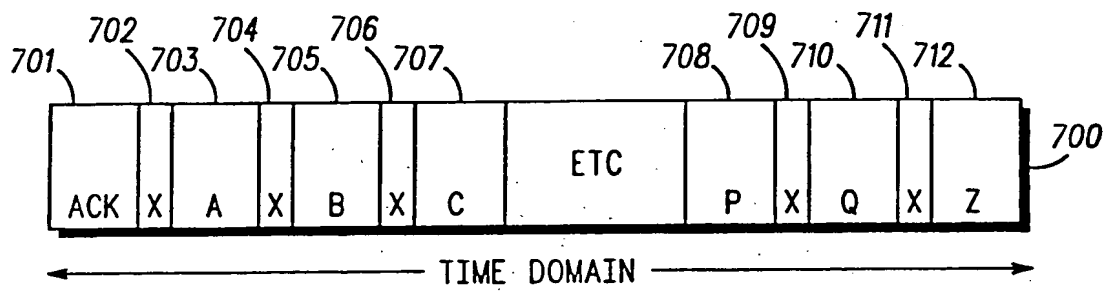 701 702 703 704 705 706 707 708 709 710 711 712
ETC 700
ACK X A X B X C P X Q X Z
TIME DOMAIN